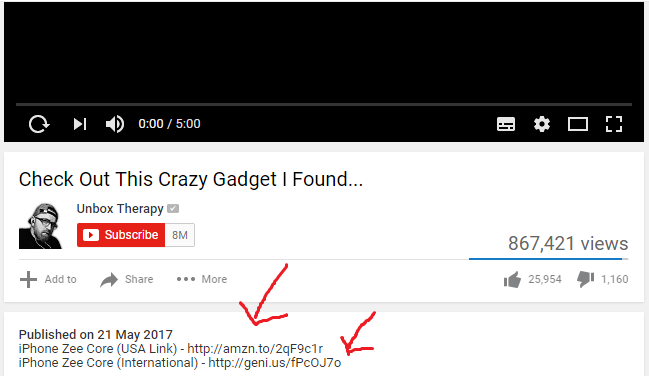 0:00 / 5:00
Check Out This Crazy Gadget I Found...
Unbox Therapy
Subscribe 8M
867,421 views
Add to Share More 25,954 1,160
Published on 21 May 2017
iPhone Zee Core (USA Link) - http://amzn.to/2qF9c1r
iPhone Zee Core (International) - http://geni.us/fPcOJ7o